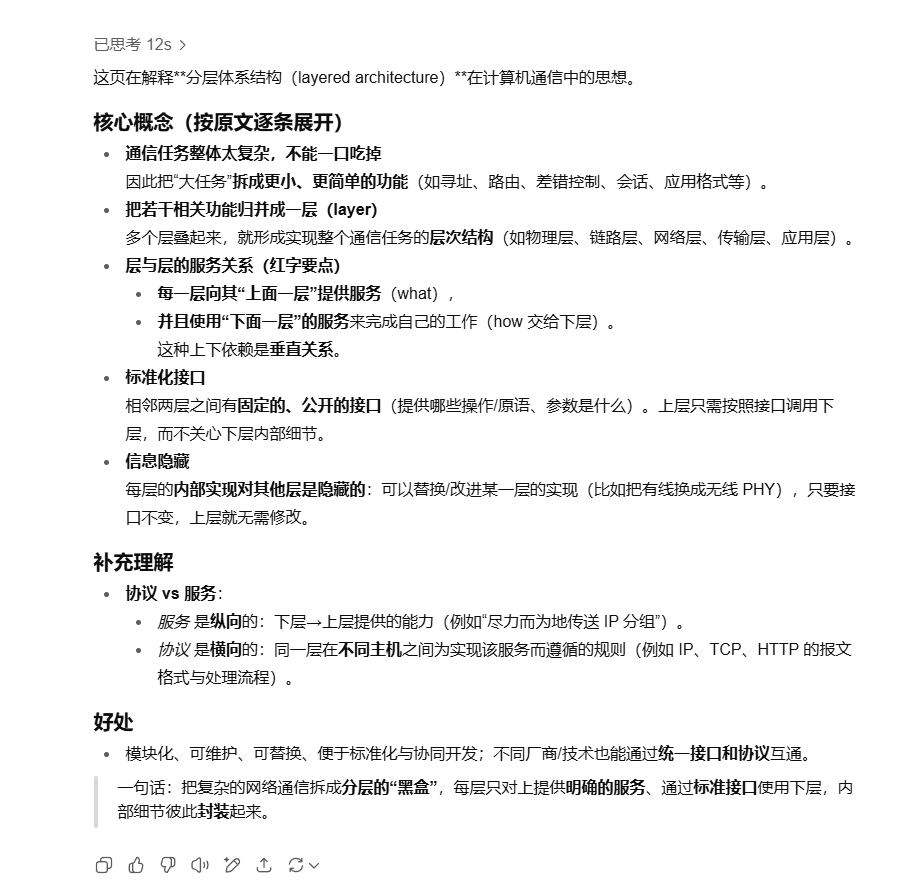 已思考 12s >
这页在解释**分层体系结构（layered architecture）**在计算机通信中的思想。
核心概念（按原文逐条展开）
通信任务整体太复杂，不能一口吃掉
因此把“大任务”拆成更小、更简单的功能（如寻址、路由、差错控制、会话、应用格式等）。
把若干相关功能归并成一层（layer）
多个层叠起来，就形成实现整个通信任务的层次结构（如物理层、链路层、网络层、传输层、应用层）。
层与层的服务关系（红字要点）
每一层向其“上面一层”提供服务（what），
并且使用“下面一层”的服务来完成自己的工作（how 交给下层）。
这种上下依赖是垂直关系。
标准化接口
相邻两层之间有固定的、公开的接口（提供哪些操作/原语、参数是什么）。上层只需按照接口调用下
层，而不关心下层内部细节。
信息隐藏
每层的内部实现对其他层是隐藏的：可以替换/改进某一层的实现（比如把有线换成无线 PHY），只要接
口不变，上层就无需修改。
补充理解
协议 vs 服务：
服务 是纵向的：下层→上层提供的能力（例如“尽力而为地传送 IP 分组”）。
协议 是横向的：同一层在不同主机之间为实现该服务而遵循的规则（例如 IP、TCP、HTTP 的报文
格式与处理流程）。
好处
模块化、可维护、可替换、便于标准化与协同开发；不同厂商/技术也能通过统一接口和协议互通。
一句话：把复杂的网络通信拆成分层的“黑盒”，每层只对上提供明确的服务、通过标准接口使用下层，内
部细节彼此封装起来。